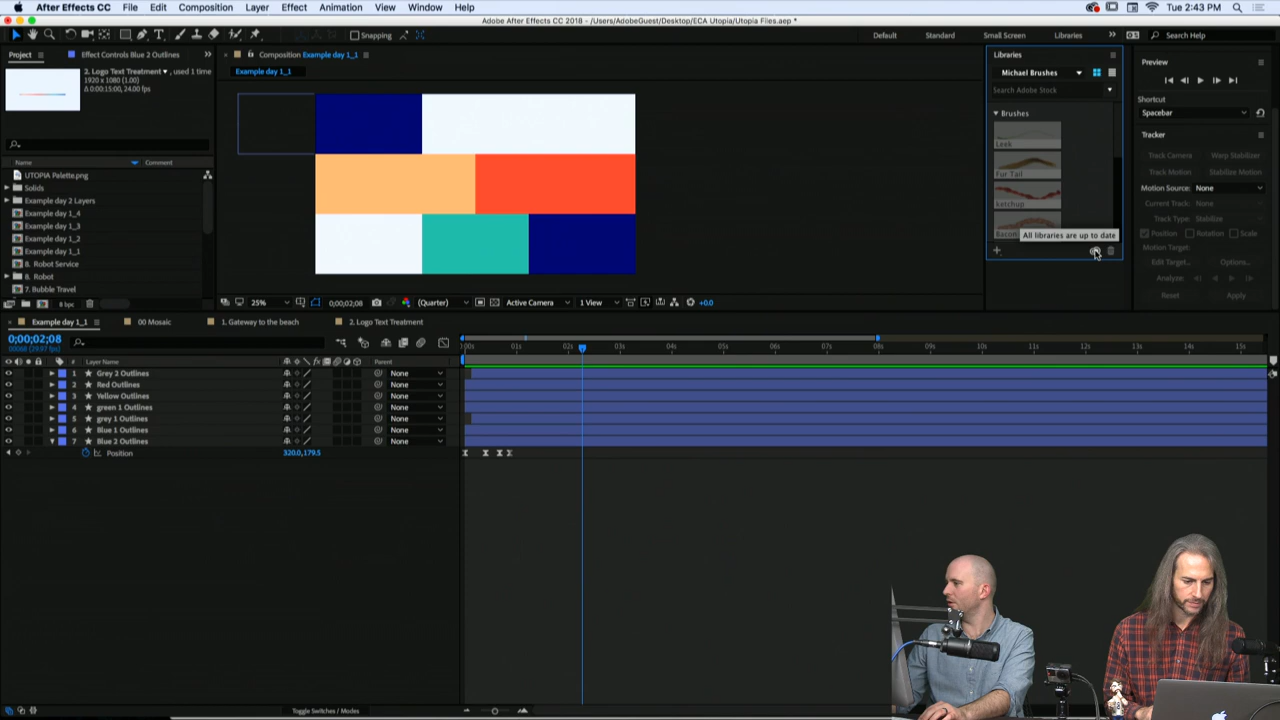 After Effects CC File Edit Composition Layer Effect Animation View Window Help Tue 2:43 PM
Adobe After Effects CC 2018 - /Users/AdobeGuest/Desktop/ECA Utopia/Utopia Files.aep *
Snapping Default Standard Small Screen Libraries Search Help
Project Effect Controls Blue 2 Outlines Composition Example day 1_1 Libraries Preview
2. Logo Text Treatment , used 1 time Example day 1_1 Michael Brushes
1920 x 1080 (1.00)
Δ 0:00:15:00, 24.00 fps
Search Adobe Stock Shortcut
Spacebar
Brushes Tracker
Leek Track Camera Warp Stabilizer
Name Comment Fur Tail Track Motion Stabilize Motion
UTOPIA Palette.png Motion Source: None
Solids
Example day 2 Layers ketchup Current Track: None
Example day 1_4 Track Type: Stabilize
Example day 1_3 Bacon All libraries are up to date Position Rotation Scale
Example day 1_2 Motion Target:
Example day 1_1
8. Robot Service Edit Target... Options...
8. Robot Analyze:
7. Bubble Travel Reset Apply
8 bpc 25% 0;00;02;08 (Quarter) Active Camera 1 View +0.0
Example day 1_1 00 Mosaic 1. Gateway to the beach 2. Logo Text Treatment
0;00;02;08
00068 (29.97 fps)
:00s 01s 02s 03s 04s 05s 06s 07s 08s 09s 10s 11s 12s 13s 14s 15s
# Layer Name fx Parent
1 Grey 2 Outlines None
2 Red Outlines None
3 Yellow Outlines None
4 green 1 Outlines None
5 grey 1 Outlines None
6 Blue 1 Outlines None
7 Blue 2 Outlines None
Position 320.0,179.5
Toggle Switches / Modes